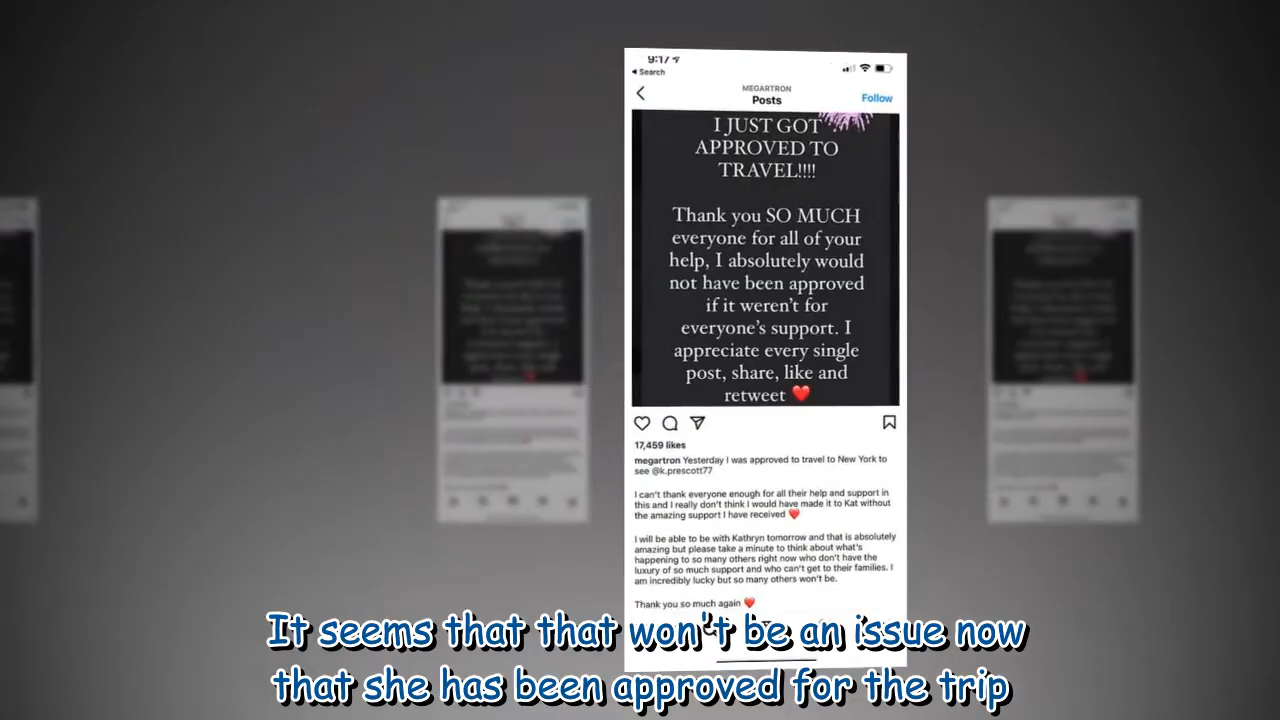 9:17
◂ Search
MEGARTRON
Posts
Follow
I JUST GOT
APPROVED TO
TRAVEL!!!!
Thank you SO MUCH
everyone for all of your
help, I absolutely would
not have been approved
if it weren't for
everyone's support. I
appreciate every single
post, share, like and
retweet ❤️
17,459 likes
megartron Yesterday I was approved to travel to New York to
see @k.prescott77
I can't thank everyone enough for all their help and support in
this and I really don't think I would have made it to Kat without
the amazing support I have received ❤️
I will be able to be with Kathryn tomorrow and that is absolutely
amazing but please take a minute to think about what's
happening to so many others right now who don't have the
luxury of so much support and who can't get to their families. I
am incredibly lucky but so many others won't be.
Thank you so much again ❤️
It seems that that won't be an issue now
that she has been approved for the trip